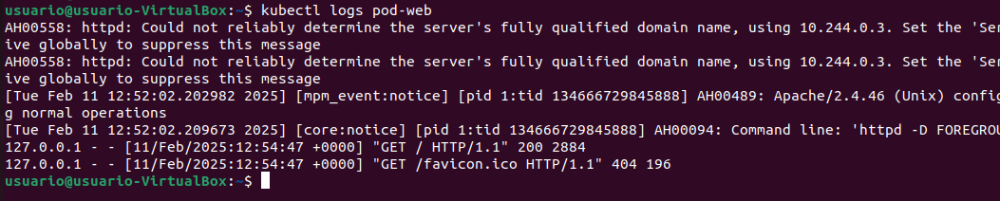 usuario@usuario-VirtualBox:~$ kubectl logs pod-web
AH00558: httpd: Could not reliably determine the server's fully qualified domain name, using 10.244.0.3. Set the 'Ser
ive globally to suppress this message
AH00558: httpd: Could not reliably determine the server's fully qualified domain name, using 10.244.0.3. Set the 'Ser
ive globally to suppress this message
[Tue Feb 11 12:52:02.202982 2025] [mpm_event:notice] [pid 1:tid 134666729845888] AH00489: Apache/2.4.46 (Unix) config
g normal operations
[Tue Feb 11 12:52:02.209673 2025] [core:notice] [pid 1:tid 134666729845888] AH00094: Command line: 'httpd -D FOREGROU
127.0.0.1 - - [11/Feb/2025:12:54:47 +0000] "GET / HTTP/1.1" 200 2884
127.0.0.1 - - [11/Feb/2025:12:54:47 +0000] "GET /favicon.ico HTTP/1.1" 404 196
usuario@usuario-VirtualBox:~$